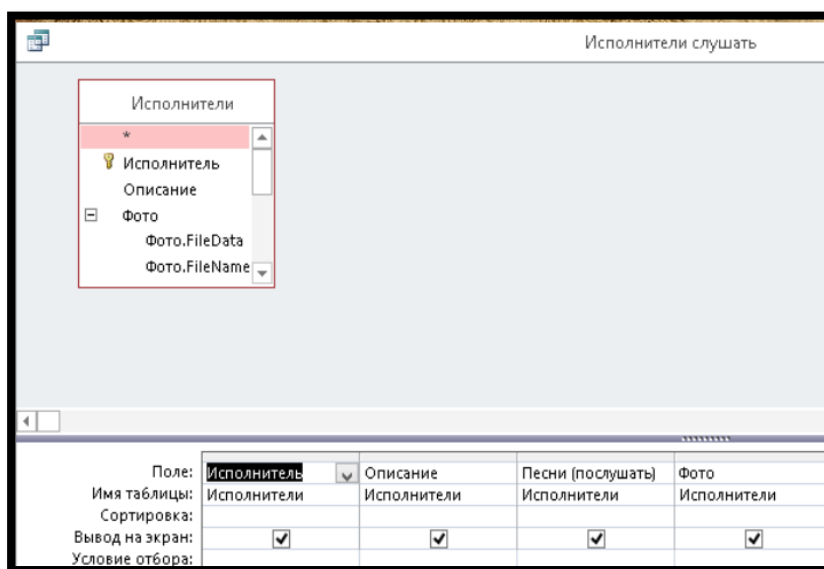 Исполнители слушать
Исполнители
*
Исполнитель
Описание
Фото
Фото.FileData
Фото.FileName
Поле: Исполнитель Описание Песни (послушать) Фото
Имя таблицы: Исполнители Исполнители Исполнители Исполнители
Сортировка:
Вывод на экран:
Условие отбора: